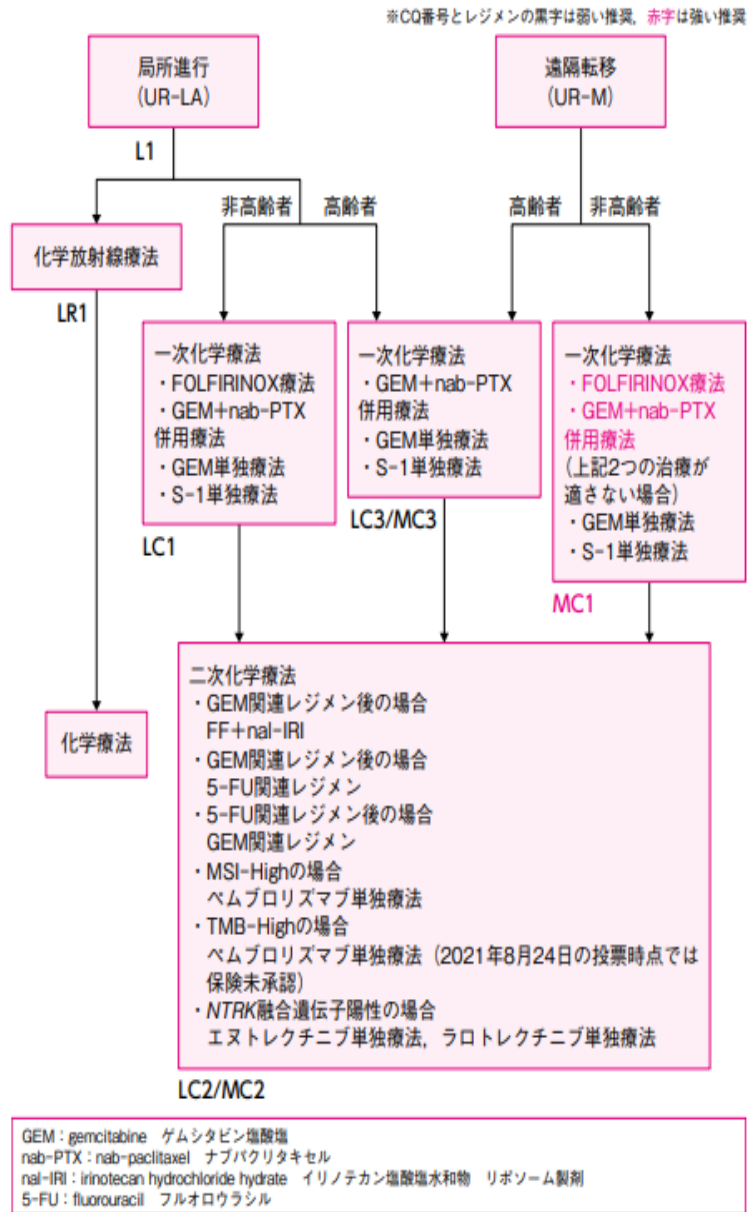 ※CQ番号とレジメンの黒字は弱い推奨，赤字は強い推奨
局所進行
(UR-LA)
遠隔転移
(UR-M)
L1
非高齢者
高齢者
高齢者
非高齢者
化学放射線療法
LR1
一次化学療法
・FOLFIRINOX療法
・GEM+nab-PTX
併用療法
・GEM単独療法
・S-1単独療法
LC1
一次化学療法
・GEM+nab-PTX
併用療法
・GEM単独療法
・S-1単独療法
LC3/MC3
一次化学療法
・FOLFIRINOX療法
・GEM+nab-PTX
併用療法
(上記2つの治療が
適さない場合)
・GEM単独療法
・S-1単独療法
MC1
化学療法
二次化学療法
・GEM関連レジメン後の場合
FF+nal-IRI
・GEM関連レジメン後の場合
5-FU関連レジメン
・5-FU関連レジメン後の場合
GEM関連レジメン
・MSI-Highの場合
ペムブロリズマブ単独療法
・TMB-Highの場合
ペムブロリズマブ単独療法（2021年8月24日の投票時点では
保険未承認）
・NTRK融合遺伝子陽性の場合
エヌトレクチニブ単独療法，ラロトレクチニブ単独療法
LC2/MC2
GEM：gemcitabine　ゲムシタビン塩酸塩
nab-PTX：nab-paclitaxel　ナブパクリタキセル
nal-IRI：irinotecan hydrochloride hydrate　イリノテカン塩酸塩水和物　リポソーム製剤
5-FU：fluorouracil　フルオロウラシル